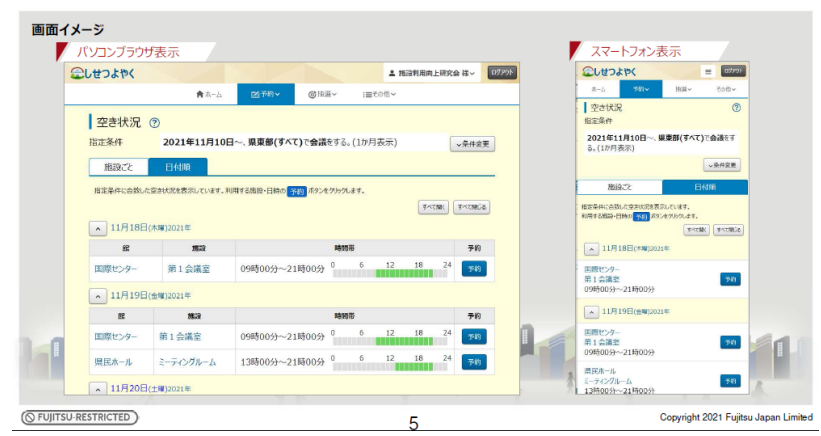 画面イメージ
パソコンブラウザ表示
しせつよやく
施設利用向上研究会 様
ログアウト
ホーム
予約
抽選
その他
空き状況
指定条件
2021年11月10日～、県東部(すべて)で会議をする。(1か月表示)
条件変更
施設ごと
日付順
指定条件に合致した空き状況を表示しています。利用する施設・日時の 予約 ボタンをクリックします。
すべて開く
すべて閉じる
11月18日(木曜)2021年
館 施設 時間帯 予約
国際センター 第1会議室 09時00分～21時00分 0 6 12 18 24 予約
11月19日(金曜)2021年
館 施設 時間帯 予約
国際センター 第1会議室 09時00分～21時00分 0 6 12 18 24 予約
県民ホール ミーティングルーム 13時00分～21時00分 0 6 12 18 24 予約
11月20日(土曜)2021年
スマートフォン表示
しせつよやく
ログアウト
ホーム
予約
抽選
その他
空き状況
指定条件
2021年11月10日～、県東部(すべて)で会議をす
る。(1か月表示)
条件変更
施設ごと
日付順
指定条件に合致した空き状況を表示しています。
利用する施設・日時の 予約 ボタンをクリックします。
すべて開く
すべて閉じる
11月18日(木曜)2021年
国際センター
第1会議室
09時00分～21時00分
予約
11月19日(金曜)2021年
国際センター
第1会議室
09時00分～21時00分
予約
県民ホール
ミーティングルーム
13時00分～21時00分
予約
FUJITSU-RESTRICTED
5
Copyright 2021 Fujitsu Japan Limited